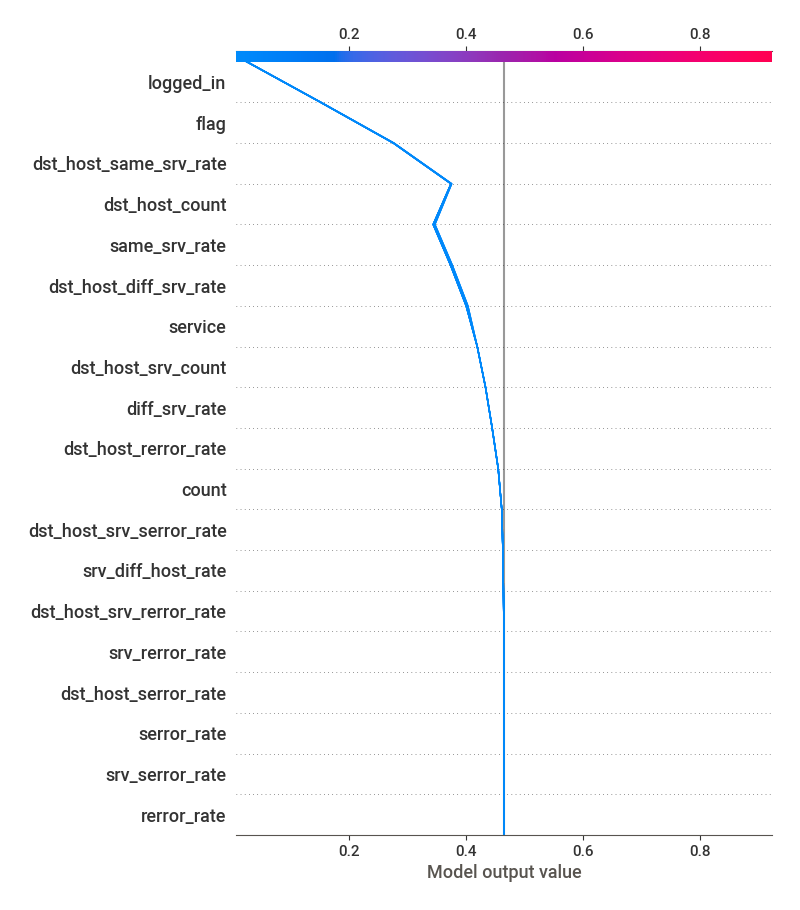 0.2 0.4 0.6 0.8
logged_in
flag
dst_host_same_srv_rate
dst_host_count
same_srv_rate
dst_host_diff_srv_rate
service
dst_host_srv_count
diff_srv_rate
dst_host_rerror_rate
count
dst_host_srv_serror_rate
srv_diff_host_rate
dst_host_srv_rerror_rate
srv_rerror_rate
dst_host_serror_rate
serror_rate
srv_serror_rate
rerror_rate
0.2 0.4 0.6 0.8
Model output value